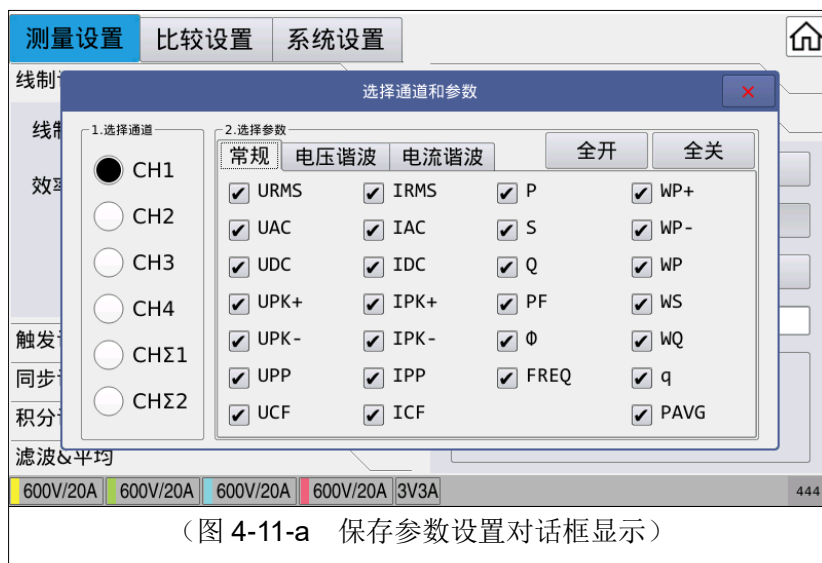 测量设置 比较设置 系统设置
线制
选择通道和参数
线制
效率
1.选择通道
CH1
CH2
CH3
CH4
CHΣ1
CHΣ2
2.选择参数
常规 电压谐波 电流谐波 全开 全关
URMS IRMS P WP+
UAC IAC S WP-
UDC IDC Q WP
UPK+ IPK+ PF WS
UPK- IPK- Φ WQ
UPP IPP FREQ q
UCF ICF PAVG
触发
同步
积分
滤波&平均
600V/20A 600V/20A 600V/20A 600V/20A 3V3A 444
(图 4-11-a 保存参数设置对话框显示)